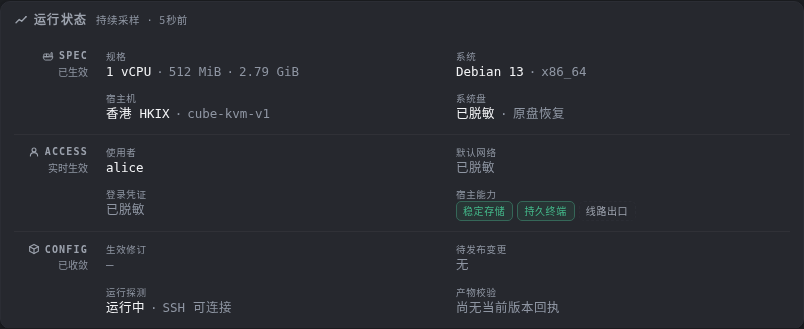 运行状态 持续采样 · 5秒前
SPEC
已生效
规格
1 vCPU · 512 MiB · 2.79 GiB
系统
Debian 13 · x86_64
宿主机
香港 HKIX · cube-kvm-v1
系统盘
已脱敏 · 原盘恢复
ACCESS
实时生效
使用者
alice
默认网络
已脱敏
登录凭证
已脱敏
宿主能力
稳定存储 持久终端 线路出口
CONFIG
已收敛
生效修订
—
待发布变更
无
运行探测
运行中 · SSH 可连接
产物校验
尚无当前版本回执